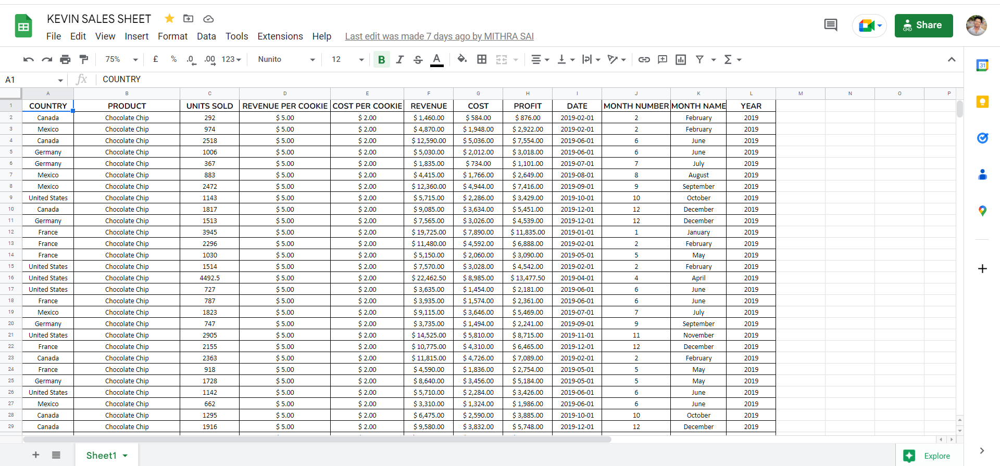 KEVIN SALES SHEET
File Edit View Insert Format Data Tools Extensions Help Last edit was made 7 days ago by MITHRA SAI
Share
75% £ % .0 .00 123 Nunito 12 B I S A Σ
31
A1 fx COUNTRY
A B C D E F G H I J K L M N O P
1 COUNTRY PRODUCT UNITS SOLD REVENUE PER COOKIE COST PER COOKIE REVENUE COST PROFIT DATE MONTH NUMBER MONTH NAME YEAR
2 Canada Chocolate Chip 292 $ 5.00 $ 2.00 $ 1,460.00 $ 584.00 $ 876.00 2019-02-01 2 February 2019
3 Mexico Chocolate Chip 974 $ 5.00 $ 2.00 $ 4,870.00 $ 1,948.00 $ 2,922.00 2019-02-01 2 February 2019
4 Canada Chocolate Chip 2518 $ 5.00 $ 2.00 $ 12,590.00 $ 5,036.00 $ 7,554.00 2019-06-01 6 June 2019
5 Germany Chocolate Chip 1006 $ 5.00 $ 2.00 $ 5,030.00 $ 2,012.00 $ 3,018.00 2019-06-01 6 June 2019
6 Germany Chocolate Chip 367 $ 5.00 $ 2.00 $ 1,835.00 $ 734.00 $ 1,101.00 2019-07-01 7 July 2019
7 Mexico Chocolate Chip 883 $ 5.00 $ 2.00 $ 4,415.00 $ 1,766.00 $ 2,649.00 2019-08-01 8 August 2019
8 Mexico Chocolate Chip 2472 $ 5.00 $ 2.00 $ 12,360.00 $ 4,944.00 $ 7,416.00 2019-09-01 9 September 2019
9 United States Chocolate Chip 1143 $ 5.00 $ 2.00 $ 5,715.00 $ 2,286.00 $ 3,429.00 2019-10-01 10 October 2019
10 Canada Chocolate Chip 1817 $ 5.00 $ 2.00 $ 9,085.00 $ 3,634.00 $ 5,451.00 2019-12-01 12 December 2019
11 Germany Chocolate Chip 1513 $ 5.00 $ 2.00 $ 7,565.00 $ 3,026.00 $ 4,539.00 2019-12-01 12 December 2019
12 France Chocolate Chip 3945 $ 5.00 $ 2.00 $ 19,725.00 $ 7,890.00 $ 11,835.00 2019-01-01 1 January 2019
13 France Chocolate Chip 2296 $ 5.00 $ 2.00 $ 11,480.00 $ 4,592.00 $ 6,888.00 2019-02-01 2 February 2019
14 France Chocolate Chip 1030 $ 5.00 $ 2.00 $ 5,150.00 $ 2,060.00 $ 3,090.00 2019-05-01 5 May 2019
15 United States Chocolate Chip 1514 $ 5.00 $ 2.00 $ 7,570.00 $ 3,028.00 $ 4,542.00 2019-02-01 2 February 2019
16 United States Chocolate Chip 4492.5 $ 5.00 $ 2.00 $ 22,462.50 $ 8,985.00 $ 13,477.50 2019-04-01 4 April 2019
17 United States Chocolate Chip 727 $ 5.00 $ 2.00 $ 3,635.00 $ 1,454.00 $ 2,181.00 2019-06-01 6 June 2019
18 France Chocolate Chip 787 $ 5.00 $ 2.00 $ 3,935.00 $ 1,574.00 $ 2,361.00 2019-06-01 6 June 2019
19 Mexico Chocolate Chip 1823 $ 5.00 $ 2.00 $ 9,115.00 $ 3,646.00 $ 5,469.00 2019-07-01 7 July 2019
20 Germany Chocolate Chip 747 $ 5.00 $ 2.00 $ 3,735.00 $ 1,494.00 $ 2,241.00 2019-09-01 9 September 2019
21 United States Chocolate Chip 2905 $ 5.00 $ 2.00 $ 14,525.00 $ 5,810.00 $ 8,715.00 2019-11-01 11 November 2019
22 France Chocolate Chip 2155 $ 5.00 $ 2.00 $ 10,775.00 $ 4,310.00 $ 6,465.00 2019-12-01 12 December 2019
23 Canada Chocolate Chip 2363 $ 5.00 $ 2.00 $ 11,815.00 $ 4,726.00 $ 7,089.00 2019-02-01 2 February 2019
24 France Chocolate Chip 918 $ 5.00 $ 2.00 $ 4,590.00 $ 1,836.00 $ 2,754.00 2019-05-01 5 May 2019
25 Germany Chocolate Chip 1728 $ 5.00 $ 2.00 $ 8,640.00 $ 3,456.00 $ 5,184.00 2019-05-01 5 May 2019
26 United States Chocolate Chip 1142 $ 5.00 $ 2.00 $ 5,710.00 $ 2,284.00 $ 3,426.00 2019-06-01 6 June 2019
27 Mexico Chocolate Chip 662 $ 5.00 $ 2.00 $ 3,310.00 $ 1,324.00 $ 1,986.00 2019-06-01 6 June 2019
28 Canada Chocolate Chip 1295 $ 5.00 $ 2.00 $ 6,475.00 $ 2,590.00 $ 3,885.00 2019-10-01 10 October 2019
29 Canada Chocolate Chip 1916 $ 5.00 $ 2.00 $ 9,580.00 $ 3,832.00 $ 5,748.00 2019-12-01 12 December 2019
Sheet1
Explore